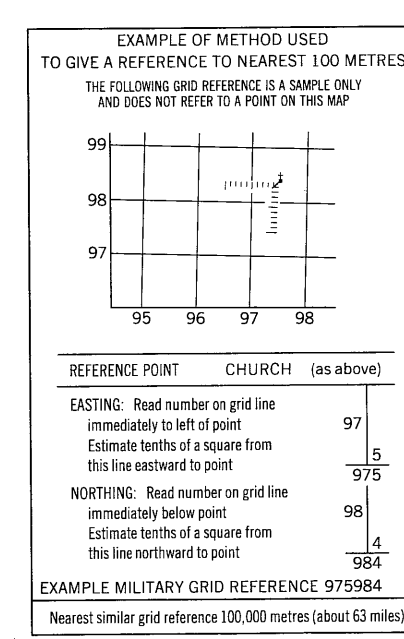 EXAMPLE OF METHOD USED
TO GIVE A REFERENCE TO NEAREST 100 METRES
THE FOLLOWING GRID REFERENCE IS A SAMPLE ONLY
AND DOES NOT REFER TO A POINT ON THIS MAP
99
98
97
95 96 97 98
REFERENCE POINT CHURCH (as above)
EASTING: Read number on grid line
immediately to left of point 97
Estimate tenths of a square from
this line eastward to point 5
975
NORTHING: Read number on grid line
immediately below point 98
Estimate tenths of a square from
this line northward to point 4
984
EXAMPLE MILITARY GRID REFERENCE 975984
Nearest similar grid reference 100,000 metres (about 63 miles)